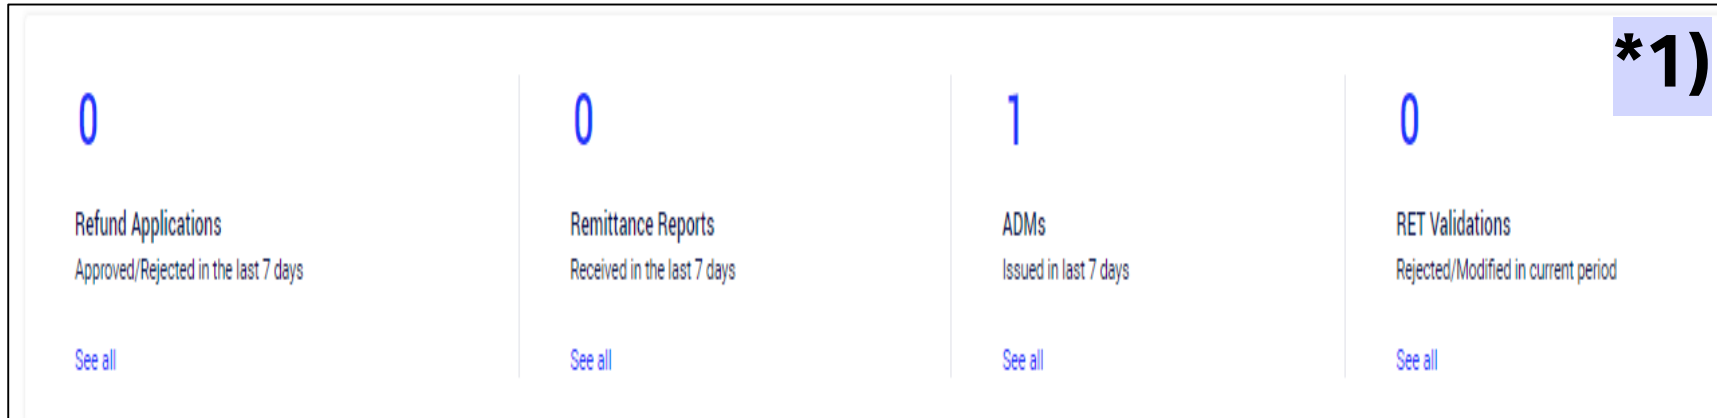 *1)
0
Refund Applications
Approved/Rejected in the last 7 days
See all
0
Remittance Reports
Received in the last 7 days
See all
1
ADMs
Issued in last 7 days
See all
0
RET Validations
Rejected/Modified in current period
See all